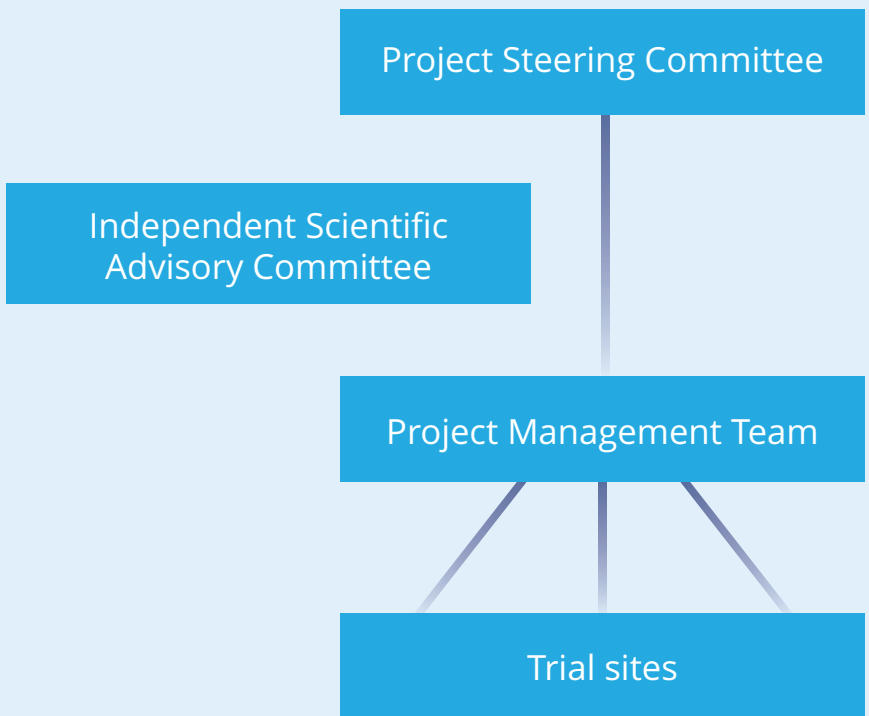 Project Steering Committee
Independent Scientific
Advisory Committee
Project Management Team
Trial sites